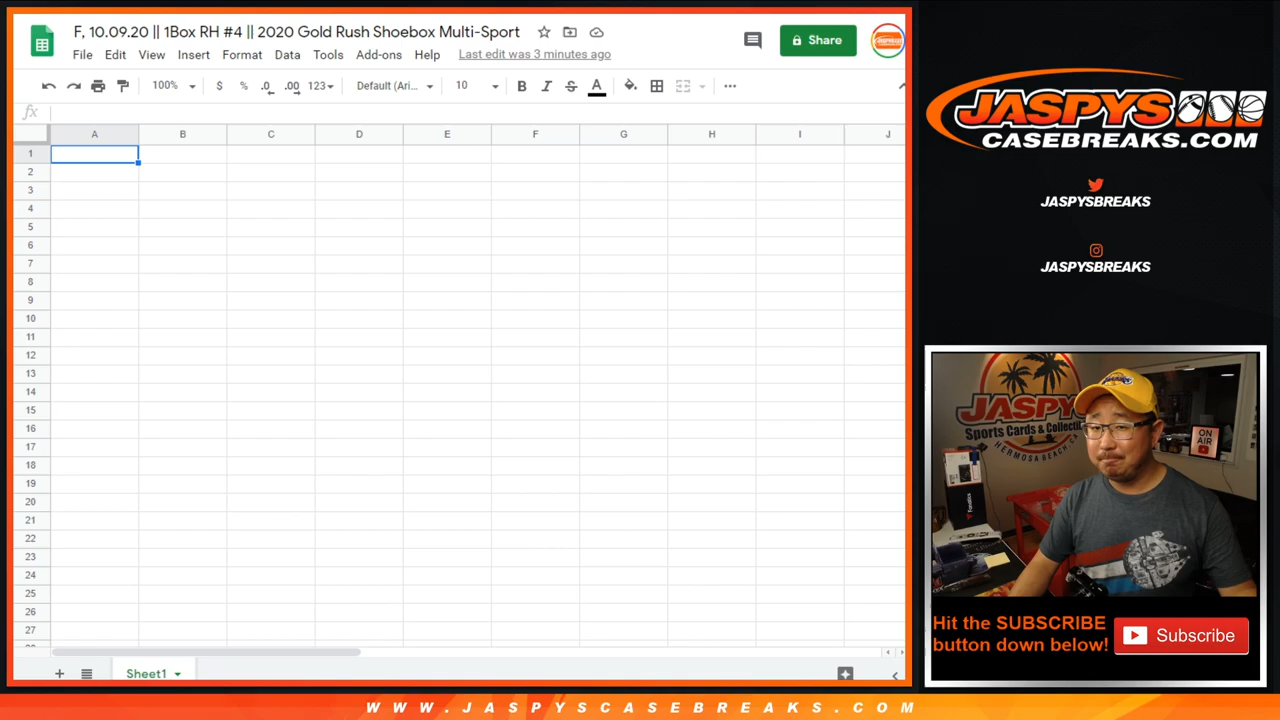 F, 10.09.20 || 1Box RH #4 || 2020 Gold Rush Shoebox Multi-Sport
File Edit View Insert Format Data Tools Add-ons Help Last edit was 3 minutes ago
Share
100% $ % .0 .00 123 Default (Ari... 10 B I S A
fx
A B C D E F G H I J
1
2
3
4
5
6
7
8
9
10
11
12
13
14
15
16
17
18
19
20
21
22
23
24
25
26
27
Sheet1
JASPYS
CASEBREAKS.COM
JASPYSBREAKS
JASPYSBREAKS
JASPYS
Sports Cards & Collecti
HERMOSA BEACH, CA
ON
AIR
Hit the SUBSCRIBE
button down below!
Subscribe
WWW.JASPYSCASEBREAKS.COM